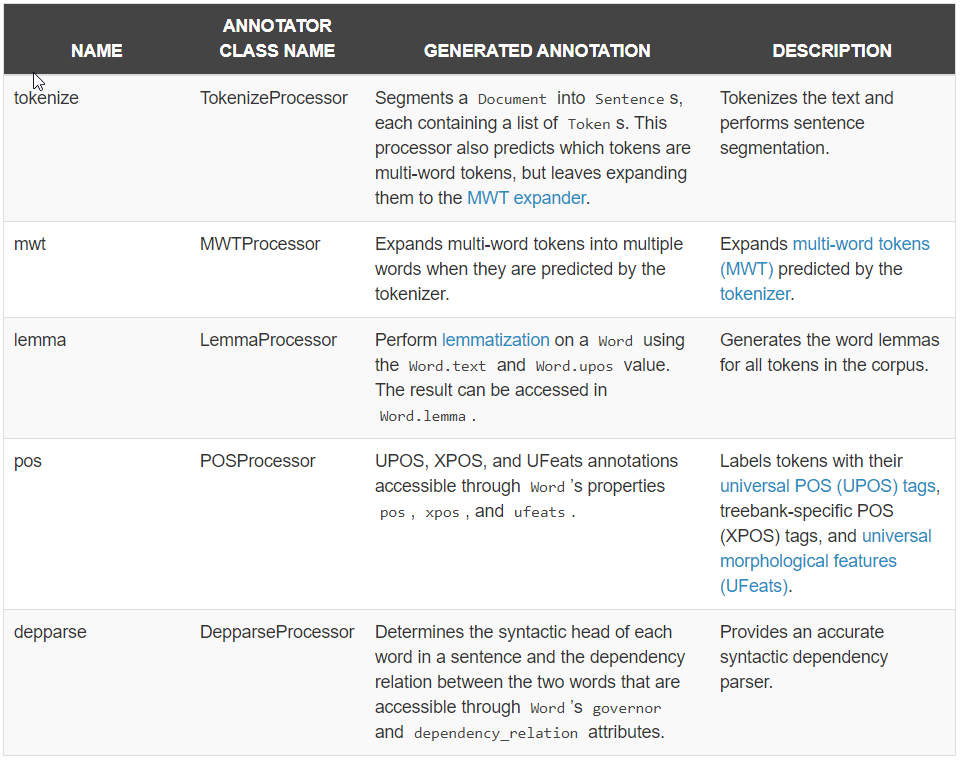 NAME
ANNOTATOR
CLASS NAME
GENERATED ANNOTATION
DESCRIPTION
tokenize
TokenizeProcessor
Segments a Document into Sentence s,
each containing a list of Token s. This
processor also predicts which tokens are
multi-word tokens, but leaves expanding
them to the MWT expander.
Tokenizes the text and
performs sentence
segmentation.
mwt
MWTProcessor
Expands multi-word tokens into multiple
words when they are predicted by the
tokenizer.
Expands multi-word tokens
(MWT) predicted by the
tokenizer.
lemma
LemmaProcessor
Perform lemmatization on a Word using
the Word.text and Word.upos value.
The result can be accessed in
Word.lemma .
Generates the word lemmas
for all tokens in the corpus.
pos
POSProcessor
UPOS, XPOS, and UFeats annotations
accessible through Word 's properties
pos , xpos , and ufeats .
Labels tokens with their
universal POS (UPOS) tags,
treebank-specific POS
(XPOS) tags, and universal
morphological features
(UFeats).
depparse
DepparseProcessor
Determines the syntactic head of each
word in a sentence and the dependency
relation between the two words that are
accessible through Word 's governor
and dependency_relation attributes.
Provides an accurate
syntactic dependency
parser.